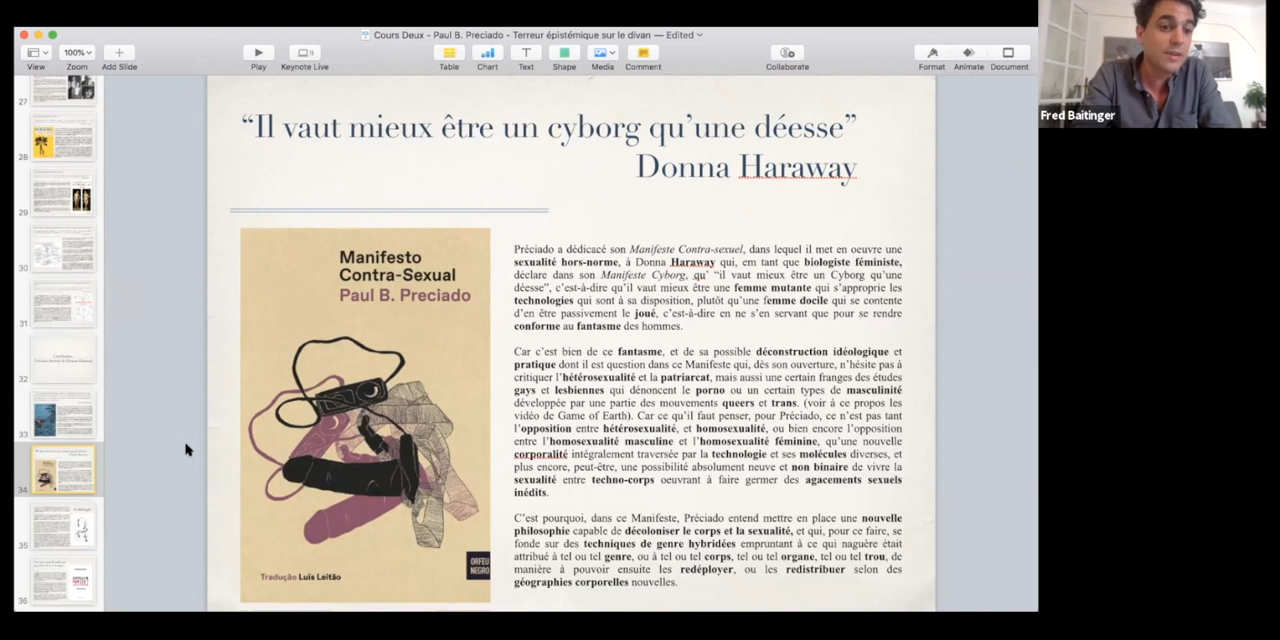 Cours Deux - Paul B. Preciado - Terreur épistémique sur le divan — Edited
100%
View
Zoom
Add Slide
Play
Keynote Live
Table
Chart
Text
Shape
Media
Comment
Collaborate
Format
Animate
Document
Fred Baitinger
27
28
29
30
31
32
33
34
35
36
“Il vaut mieux être un cyborg qu’une déesse”
Donna Haraway
Manifesto
Contra-Sexual
Paul B. Preciado
Tradução Luís Leitão
ORFEU
NEGRO
Préciado a dédicacé son Manifeste Contra-sexuel, dans lequel il met en oeuvre une
sexualité hors-norme, à Donna Haraway qui, em tant que biologiste féministe,
déclare dans son Manifeste Cyborg, qu’ “il vaut mieux être un Cyborg qu’une
déesse”, c’est-à-dire qu’il vaut mieux être une femme mutante qui s’approprie les
technologies qui sont à sa disposition, plutôt qu’une femme docile qui se contente
d’en être passivement le joué, c’est-à-dire en ne s’en servant que pour se rendre
conforme au fantasme des hommes.
Car c’est bien de ce fantasme, et de sa possible déconstruction idéologique et
pratique dont il est question dans ce Manifeste qui, dès son ouverture, n’hésite pas à
critiquer l’hétérosexualité et la patriarcat, mais aussi une certain franges des études
gays et lesbiennes qui dénoncent le porno ou un certain types de masculinité
développée par une partie des mouvements queers et trans. (voir à ce propos les
vidéo de Game of Earth). Car ce qu’il faut penser, pour Préciado, ce n’est pas tant
l’opposition entre hétérosexualité, et homosexualité, ou bien encore l’opposition
entre l’homosexualité masculine et l’homosexualité féminine, qu’une nouvelle
corporalité intégralement traversée par la technologie et ses molécules diverses, et
plus encore, peut-être, une possibilité absolument neuve et non binaire de vivre la
sexualité entre techno-corps oeuvrant à faire germer des agacements sexuels
inédits.
C’est pourquoi, dans ce Manifeste, Préciado entend mettre en place une nouvelle
philosophie capable de décoloniser le corps et la sexualité, et qui, pour ce faire, se
fonde sur des techniques de genre hybridées empruntant à ce qui naguère était
attribué à tel ou tel genre, ou à tel ou tel corps, tel ou tel organe, tel ou tel trou, de
manière à pouvoir ensuite les redéployer, ou les redistribuer selon des
géographies corporelles nouvelles.